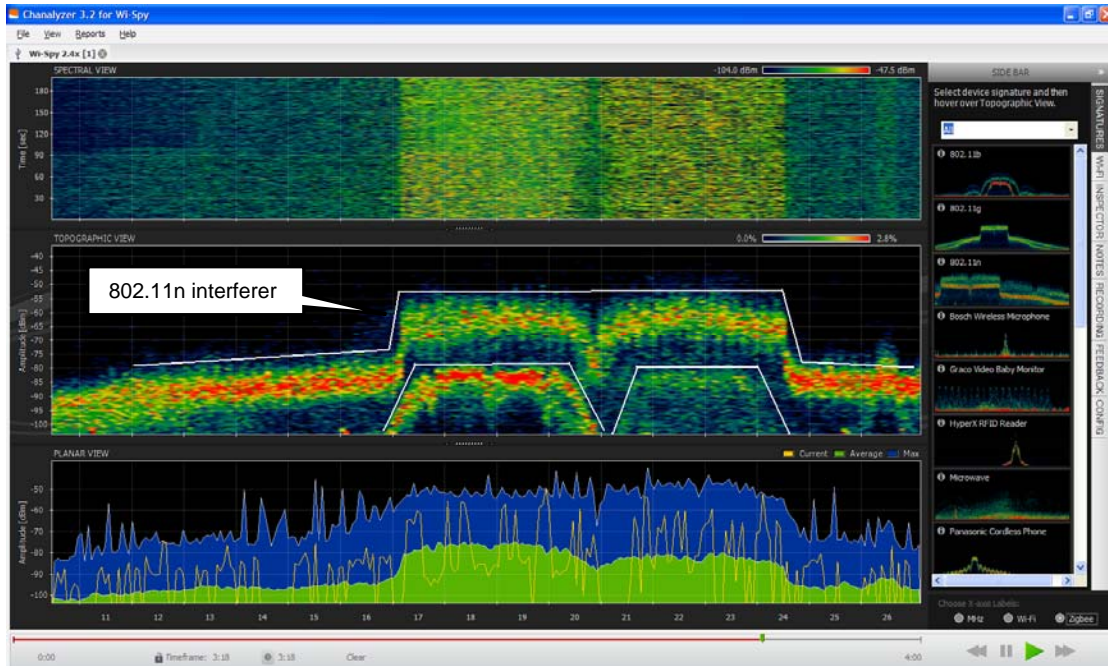 Chanalyzer 3.2 for Wi-Spy
File View Reports Help
Wi-Spy 2.4x [1]
SPECTRAL VIEW
-104.0 dBm -47.5 dBm
180
150
120
90
60
30
Time [sec]
TOPOGRAPHIC VIEW
0.0% 2.8%
-40
-45
-50
-55
-60
-65
-70
-75
-80
-85
-90
-95
-100
Amplitude [dBm]
802.11n interferer
PLANAR VIEW
Current Average Max
-50
-60
-70
-80
-90
-100
Amplitude [dBm]
11 12 13 14 15 16 17 18 19 20 21 22 23 24 25 26
0:00 Timeframe: 3:18 3:18 Clear 4:00
SIDE BAR
Select device signature and then
hover over Topographic View.
All
802.11b
802.11g
802.11n
Bosch Wireless Microphone
Graco Video Baby Monitor
HyperX RFID Reader
Microwave
Panasonic Cordless Phone
Choose X-axis Labels:
MHz Wi-Fi Zigbee
SIGNATURES
WI-FI
INSPECTOR
NOTES
RECORDING
FEEDBACK
CONFIG